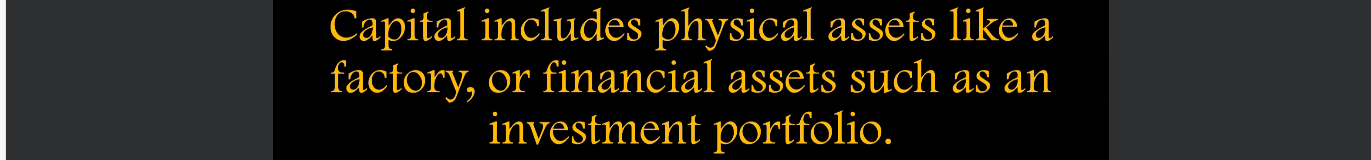 Capital includes physical assets like a
factory, or financial assets such as an
investment portfolio.